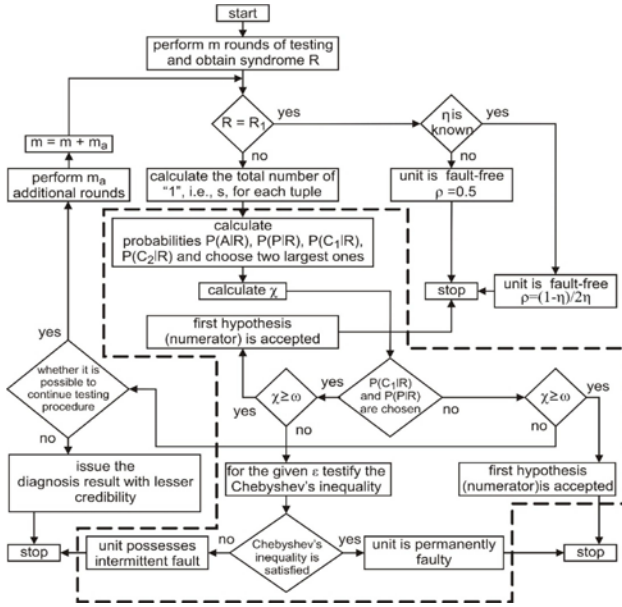 start
perform m rounds of testing
and obtain syndrome R
R = R₁
yes
η is
known
yes
no
no
m = m + mₐ
perform mₐ
additional rounds
calculate the total number of
“1”, i.e., s, for each tuple
unit is fault-free
ρ =0.5
calculate
probabilities P(A|R), P(P|R), P(C₁|R),
P(C₂|R) and choose two largest ones
calculate χ
stop
unit is fault-free
ρ=(1-η)/2η
yes
first hypothesis
(numerator) is accepted
whether it is
possible to
continue testing
procedure
yes
χ≥ω
yes
P(C₁|R)
and P(P|R)
are chosen
no
χ≥ω
yes
no
no
no
issue the
diagnosis result with lesser
credibility
for the given ε testify the
Chebyshev’s inequality
first hypothesis
(numerator)is accepted
stop
unit possesses
intermittent fault
no
Chebyshev’s
inequality is
satisfied
yes
unit is permanently
faulty
stop